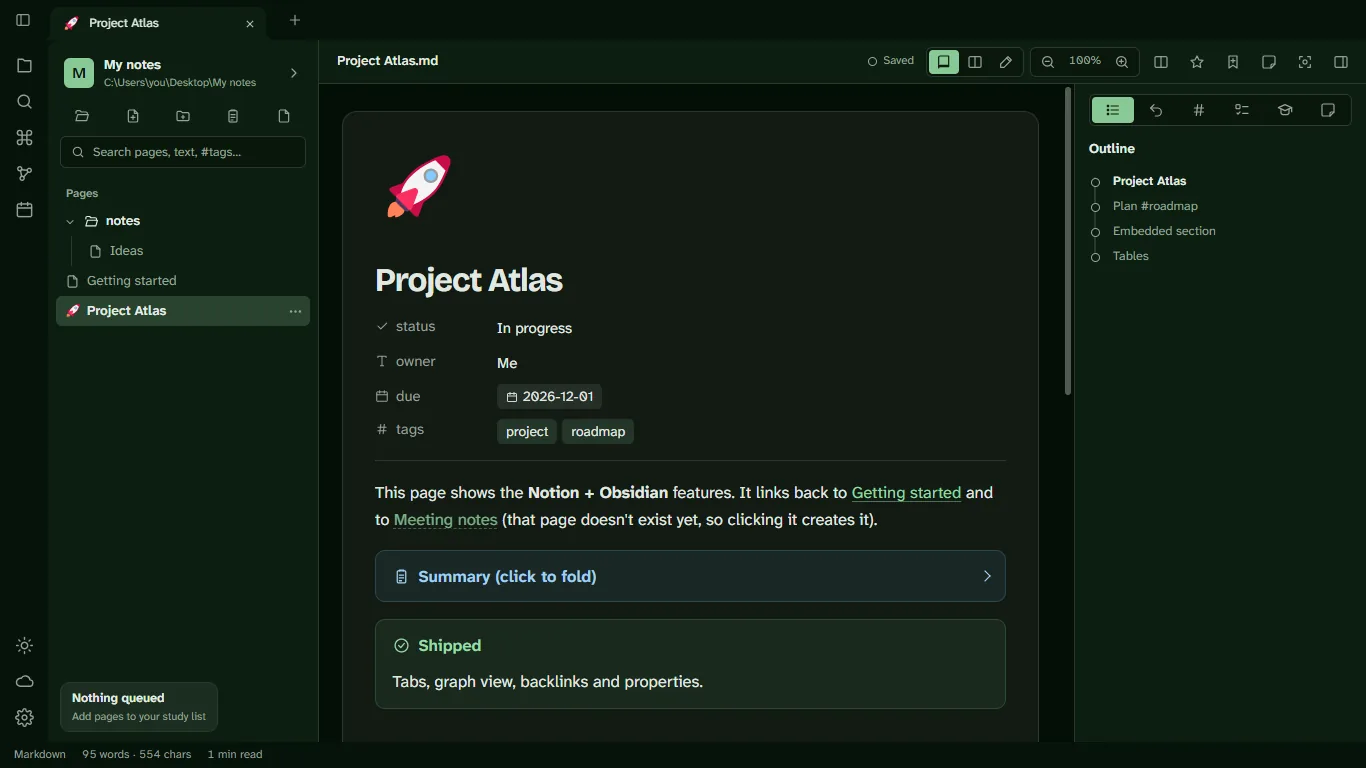 Project Atlas
M
My notes
C:\Users\you\Desktop\My notes
Search pages, text, #tags...
Pages
notes
Ideas
Getting started
Project Atlas
Nothing queued
Add pages to your study list
Project Atlas.md
Saved
100%
Project Atlas
status In progress
owner Me
due 2026-12-01
tags project roadmap
This page shows the Notion + Obsidian features. It links back to Getting started and
to Meeting notes (that page doesn't exist yet, so clicking it creates it).
Summary (click to fold)
Shipped
Tabs, graph view, backlinks and properties.
Outline
Project Atlas
Plan #roadmap
Embedded section
Tables
Markdown 95 words · 554 chars 1 min read